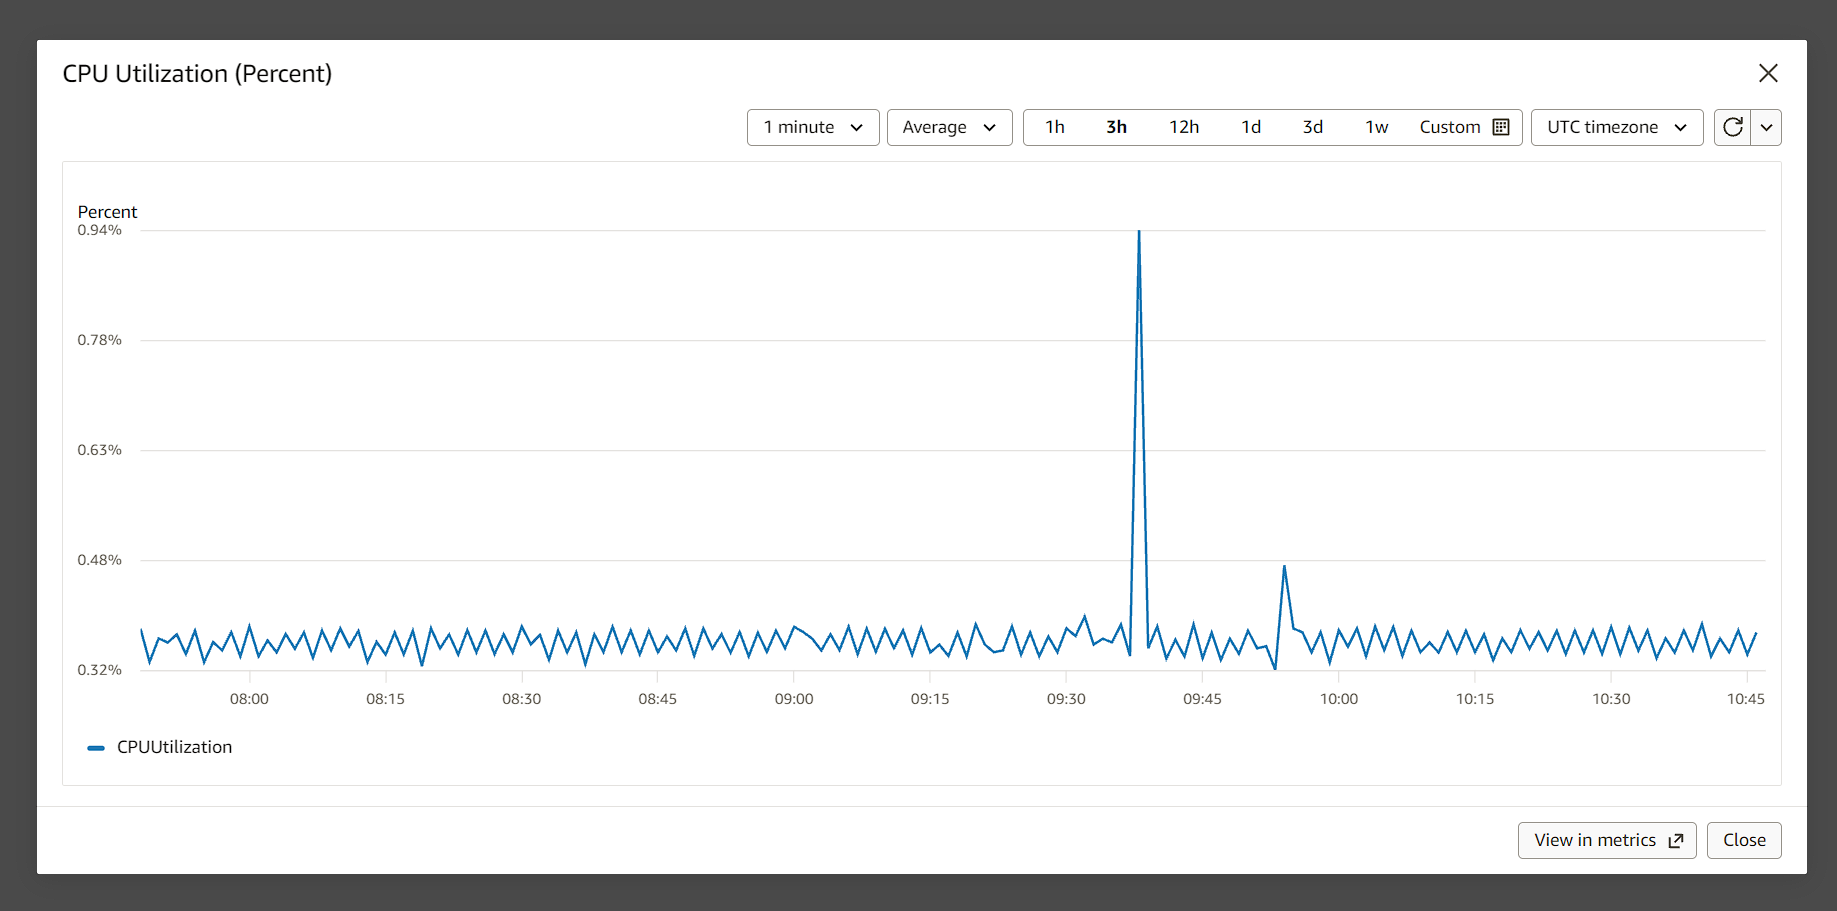 CPU Utilization (Percent)
1 minute Average 1h 3h 12h 1d 3d 1w Custom UTC timezone
Percent
0.94%
0.78%
0.63%
0.48%
0.32%
08:00 08:15 08:30 08:45 09:00 09:15 09:30 09:45 10:00 10:15 10:30 10:45
CPUUtilization
View in metrics Close